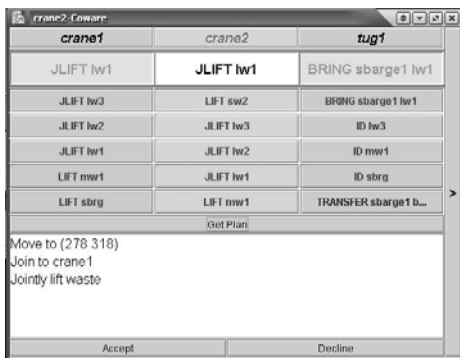 crane2-Coware
crane1 crane2 tug1
JLIFT lw1 JLIFT lw1 BRING sbarge1 lw1
JLIFT lw3 LIFT sw2 BRING sbarge1 lw1
JLIFT lw2 JLIFT lw3 ID lw3
JLIFT lw1 JLIFT lw2 ID mw1
LIFT mw1 JLIFT lw1 ID sbrg
LIFT sbrg LIFT mw1 TRANSFER sbarge1 b...
>
Get Plan
Move to (278 318)
Join to crane1
Jointly lift waste
Accept Decline